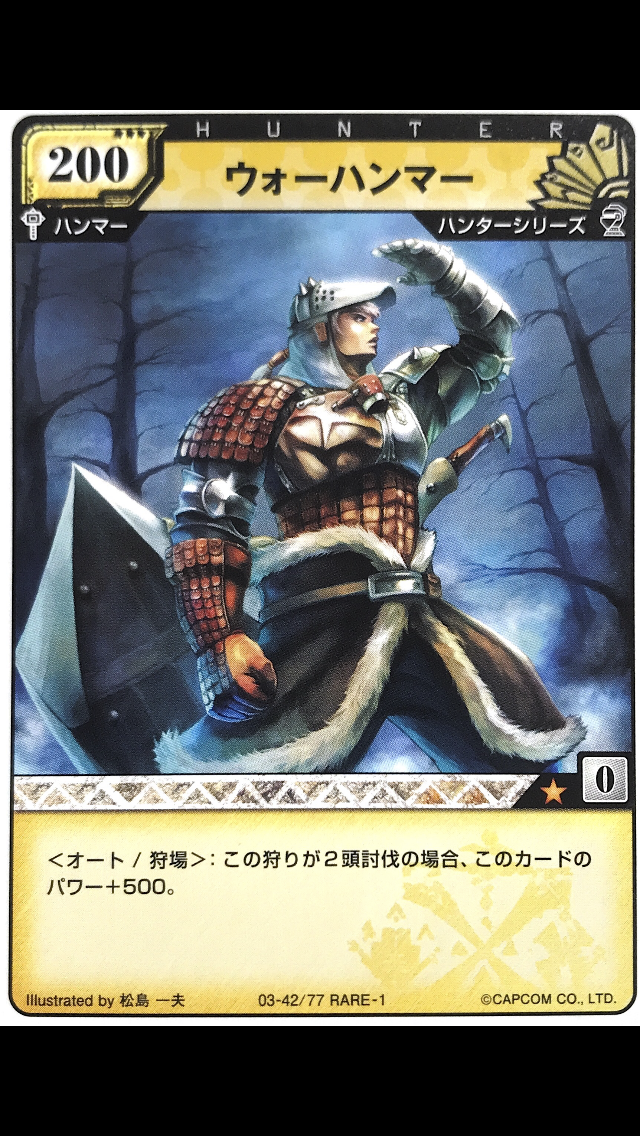 HUNTER
200
ウォーハンマー
ハンマー
ハンターシリーズ
0
＜オート / 狩場＞：この狩りが２頭討伐の場合、このカードの
パワー＋500。
Illustrated by 松島 一夫
03-42/77 RARE-1
©CAPCOM CO., LTD.